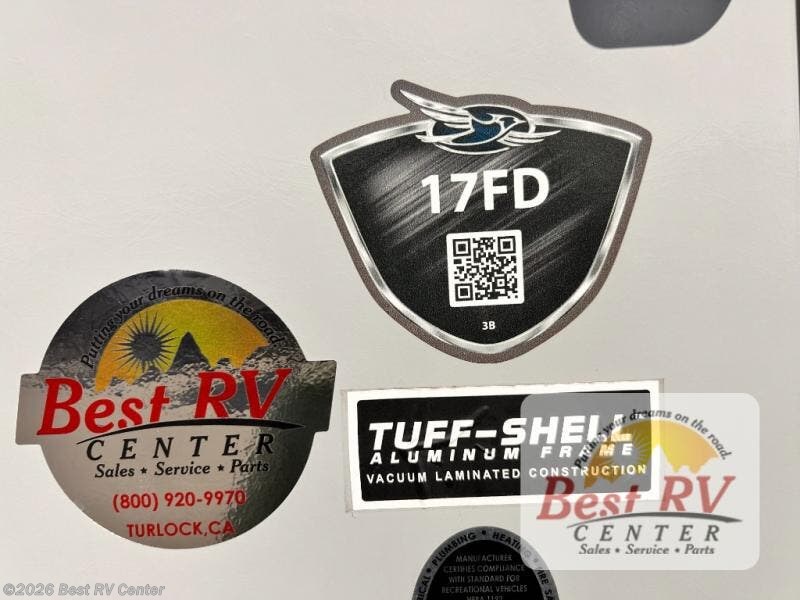 17FD
3B
Putting your dreams on the road.
Best RV
CENTER
Sales ★ Service ★ Parts
(800) 920-9970
TURLOCK,CA
TUFF-SHELL
ALUMINUM FRAME
VACUUM LAMINATED CONSTRUCTION
Putting your dreams on the road.
Best RV
CENTER
Sales ★ Service ★ Parts
PLUMBING • HEATING
MANUFACTURER
CERTIFIES COMPLIANCE
WITH STANDARD FOR
RECREATIONAL VEHICLES
©2026 Best RV Center